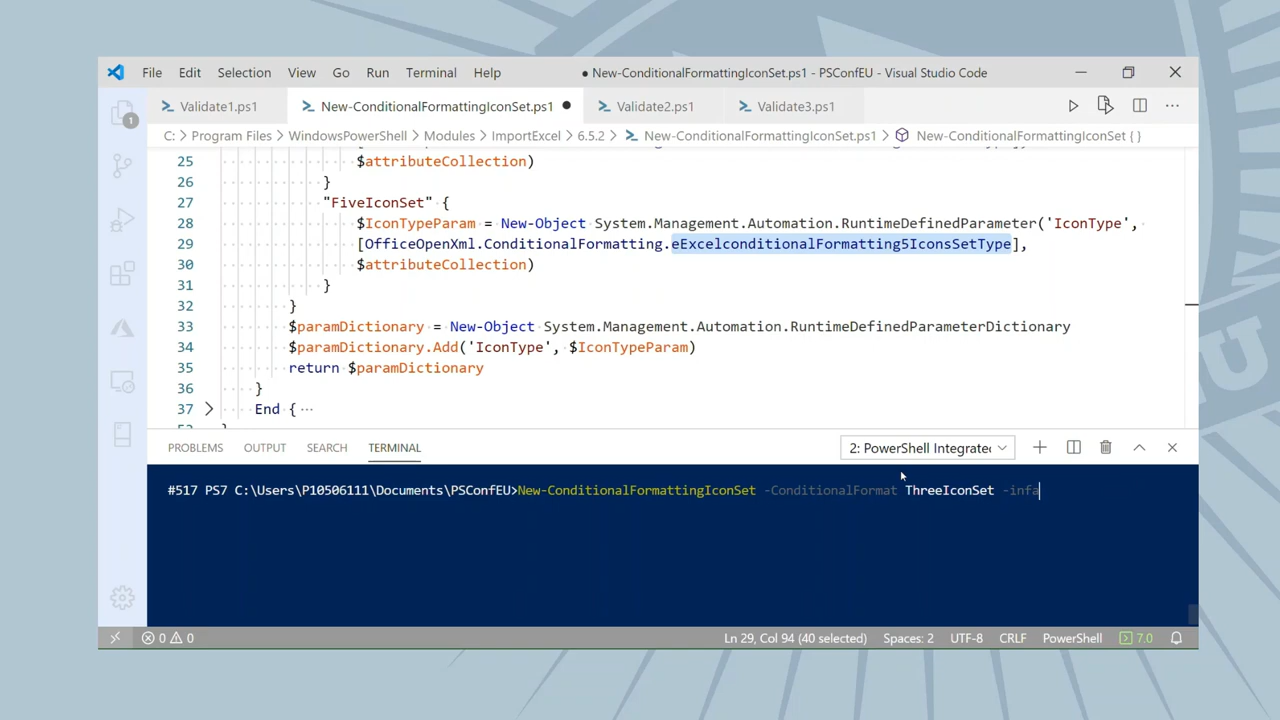 File Edit Selection View Go Run Terminal Help ● New-ConditionalFormattingIconSet.ps1 - PSConfEU - Visual Studio Code
Validate1.ps1 New-ConditionalFormattingIconSet.ps1 ● Validate2.ps1 Validate3.ps1
1
C: > Program Files > WindowsPowerShell > Modules > ImportExcel > 6.5.2 > New-ConditionalFormattingIconSet.ps1 > New-ConditionalFormattingIconSet { }
25 $attributeCollection)
26 }
27 "FiveIconSet" {
28 $IconTypeParam = New-Object System.Management.Automation.RuntimeDefinedParameter('IconType',
29 [OfficeOpenXml.ConditionalFormatting.eExcelconditionalFormatting5IconsSetType],
30 $attributeCollection)
31 }
32 }
33 $paramDictionary = New-Object System.Management.Automation.RuntimeDefinedParameterDictionary
34 $paramDictionary.Add('IconType', $IconTypeParam)
35 return $paramDictionary
36 }
37 > End { ···
PROBLEMS OUTPUT SEARCH TERMINAL 2: PowerShell Integrated
#517 PS7 C:\Users\P10506111\Documents\PSConfEU>New-ConditionalFormattingIconSet -ConditionalFormat ThreeIconSet -infa
0 0 Ln 29, Col 94 (40 selected) Spaces: 2 UTF-8 CRLF PowerShell 7.0